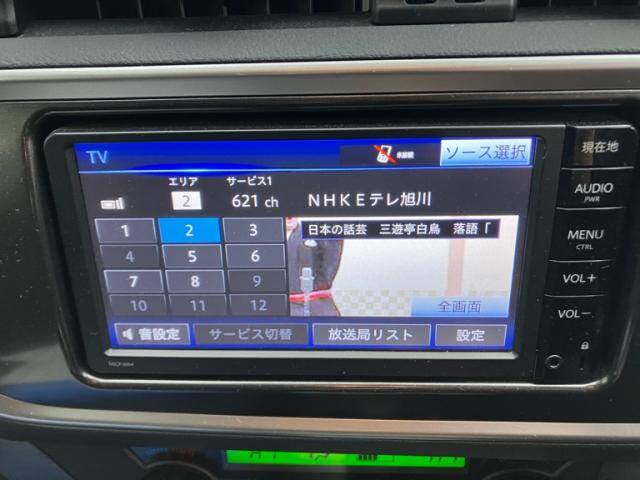 TV
未接続
ソース選択
現在地
エリア
サービス1
2
621 ch
NHKEテレ旭川
AUDIO
PWR
1
2
3
日本の話芸 三遊亭白鳥 落語「
MENU
CTRL
4
5
6
7
8
9
VOL+
10
11
12
全画面
VOL−
音設定
サービス切替
放送局リスト
設定